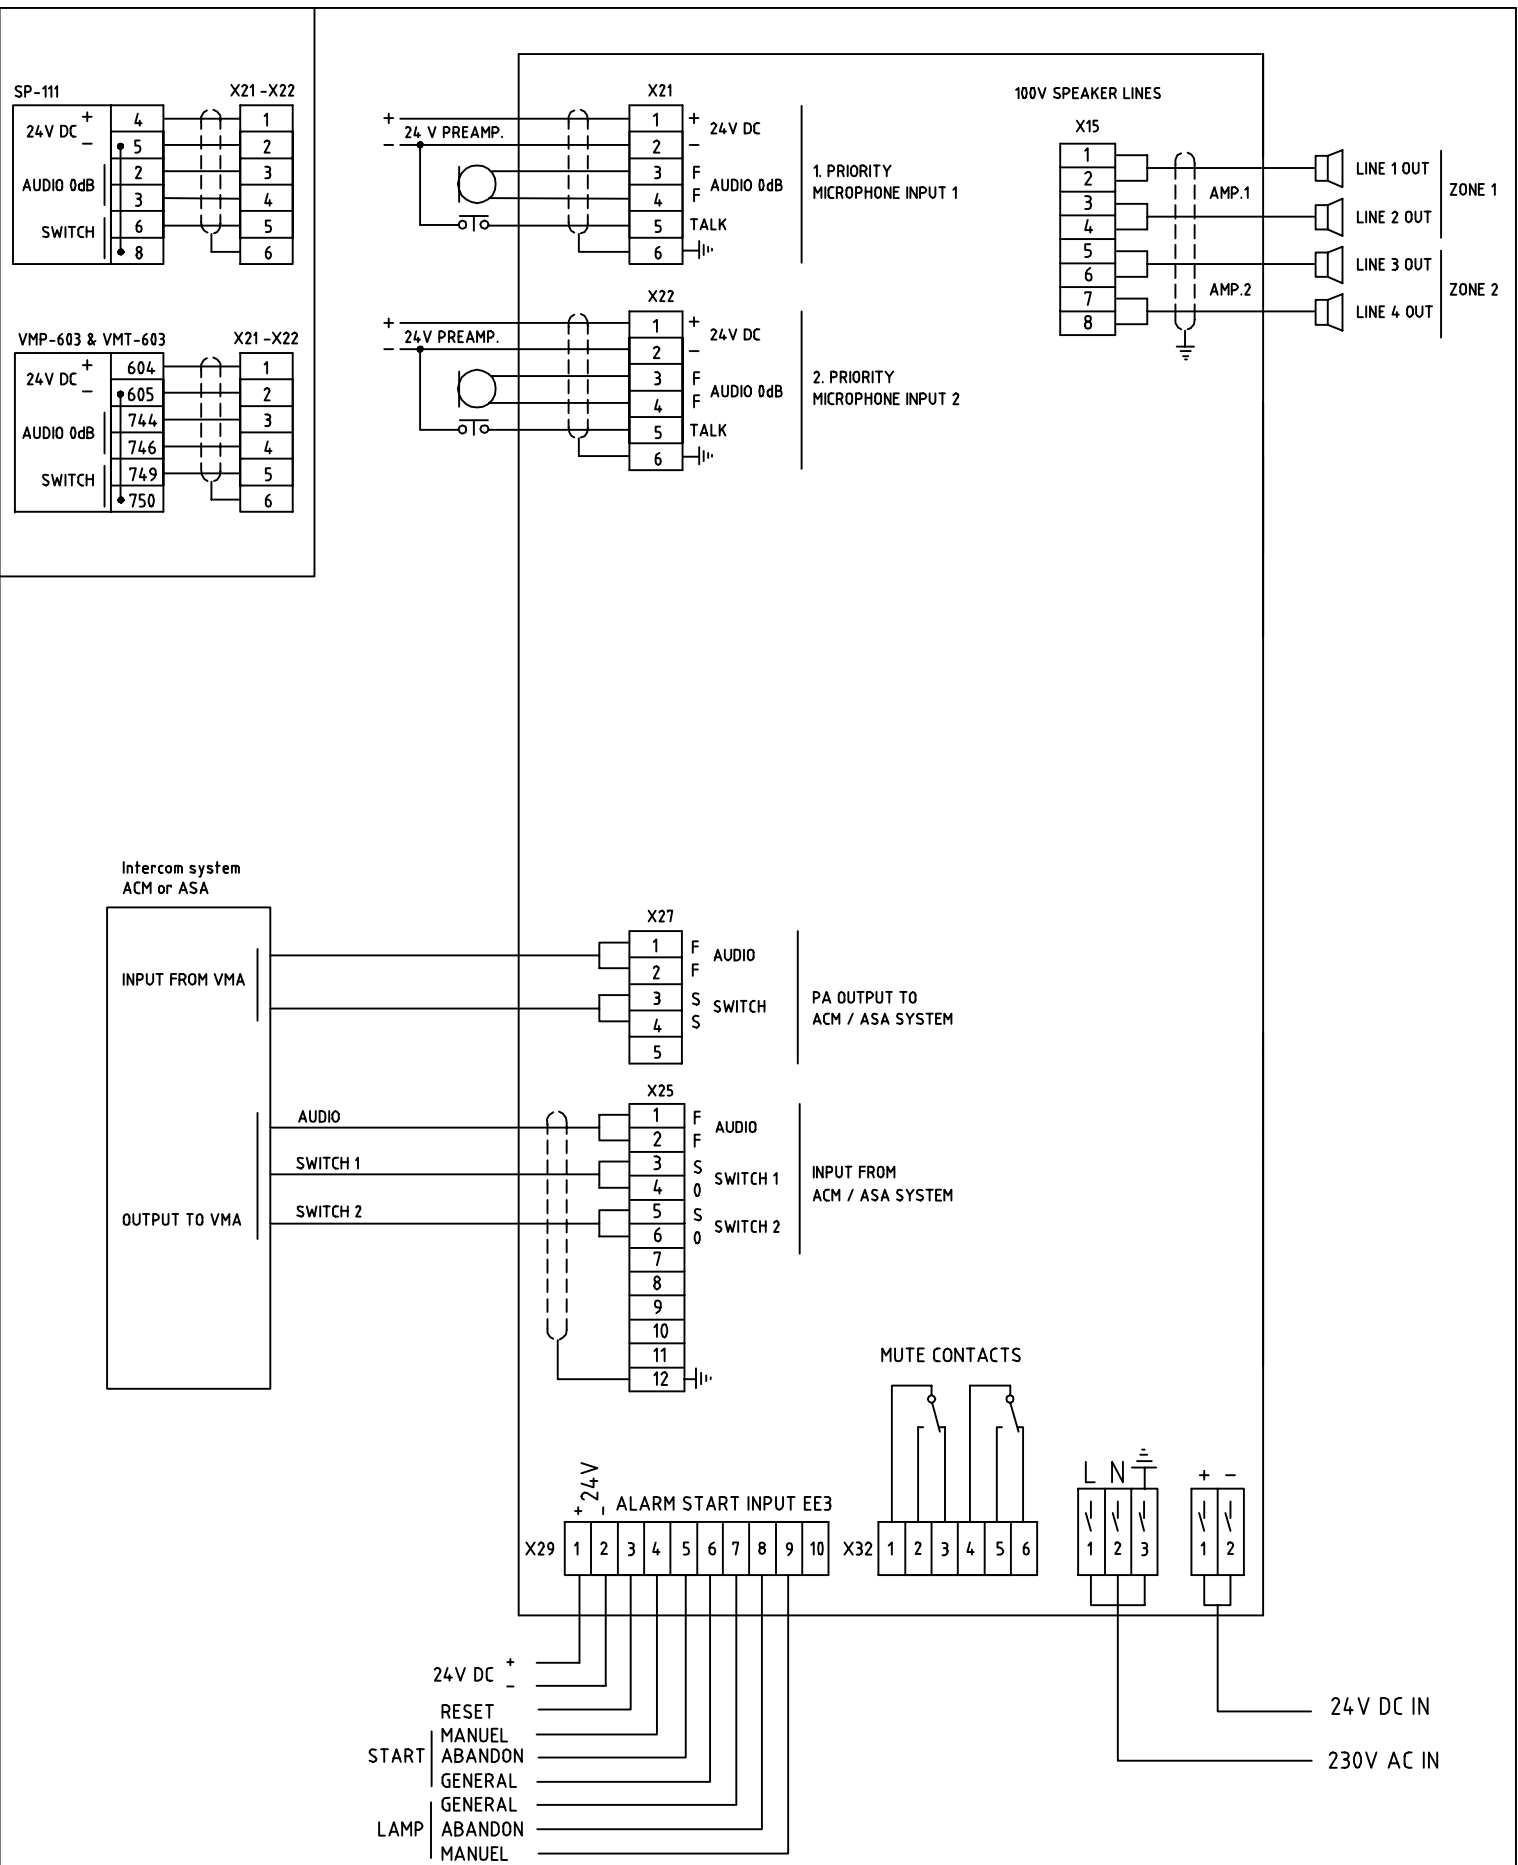 SP-111
X21 -X22
24V DC + −
AUDIO 0dB
SWITCH
4
5
2
3
6
8
1
2
3
4
5
6
VMP-603 & VMT-603
X21 -X22
24V DC + −
AUDIO 0dB
SWITCH
604
605
744
746
749
750
1
2
3
4
5
6
X21
+
−
24 V PREAMP.
1 +
2 −
3 F
4 F
5 TALK
6
24V DC
AUDIO 0dB
1. PRIORITY
MICROPHONE INPUT 1
X22
+
−
24V PREAMP.
1 +
2 −
3 F
4 F
5 TALK
6
24V DC
AUDIO 0dB
2. PRIORITY
MICROPHONE INPUT 2
100V SPEAKER LINES
X15
1
2
3
4
5
6
7
8
AMP.1
AMP.2
LINE 1 OUT
LINE 2 OUT
LINE 3 OUT
LINE 4 OUT
ZONE 1
ZONE 2
Intercom system
ACM or ASA
INPUT FROM VMA
OUTPUT TO VMA
X27
1 F
2 F
3 S
4 S
5
AUDIO
SWITCH
PA OUTPUT TO
ACM / ASA SYSTEM
AUDIO
SWITCH 1
SWITCH 2
X25
1 F
2 F
3 S
4 0
5 S
6 0
7
8
9
10
11
12
AUDIO
SWITCH 1
SWITCH 2
INPUT FROM
ACM / ASA SYSTEM
MUTE CONTACTS
+ 24V -
ALARM START INPUT EE3
X29 1 2 3 4 5 6 7 8 9 10
X32 1 2 3 4 5 6
L N
1 2 3
+ −
1 2
24V DC + -
RESET
START
MANUEL
ABANDON
GENERAL
LAMP
GENERAL
ABANDON
MANUEL
24V DC IN
230V AC IN